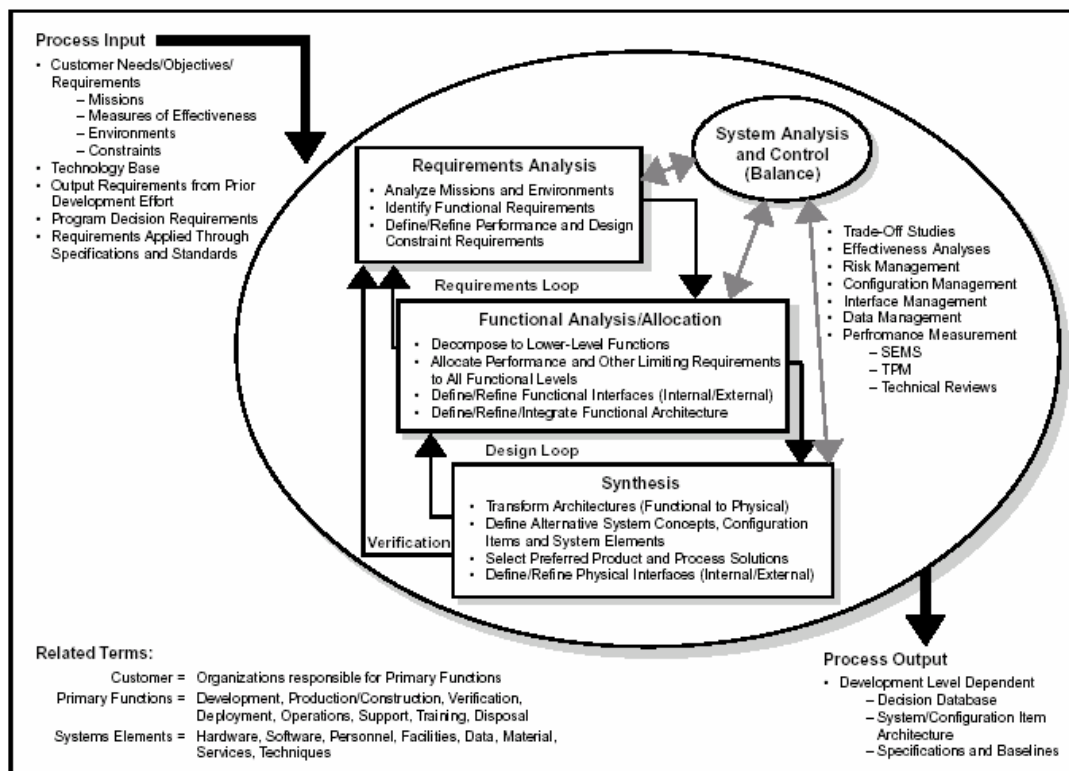 Process Input
• Customer Needs/Objectives/
Requirements
– Missions
– Measures of Effectiveness
– Environments
– Constraints
• Technology Base
• Output Requirements from Prior
Development Effort
• Program Decision Requirements
• Requirements Applied Through
Specifications and Standards
Requirements Analysis
• Analyze Missions and Environments
• Identify Functional Requirements
• Define/Refine Performance and Design
Constraint Requirements
System Analysis
and Control
(Balance)
• Trade-Off Studies
• Effectiveness Analyses
• Risk Management
• Configuration Management
• Interface Management
• Data Management
• Perfromance Measurement
– SEMS
– TPM
– Technical Reviews
Requirements Loop
Functional Analysis/Allocation
• Decompose to Lower-Level Functions
• Allocate Performance and Other Limiting Requirements
to All Functional Levels
• Define/Refine Functional Interfaces (Internal/External)
• Define/Refine/Integrate Functional Architecture
Design Loop
Synthesis
• Transform Architectures (Functional to Physical)
• Define Alternative System Concepts, Configuration
Items and System Elements
• Select Preferred Product and Process Solutions
• Define/Refine Physical Interfaces (Internal/External)
Verification
Related Terms:
Customer = Organizations responsible for Primary Functions
Primary Functions = Development, Production/Construction, Verification,
Deployment, Operations, Support, Training, Disposal
Systems Elements = Hardware, Software, Personnel, Facilities, Data, Material,
Services, Techniques
Process Output
• Development Level Dependent
– Decision Database
– System/Configuration Item
Architecture
– Specifications and Baselines